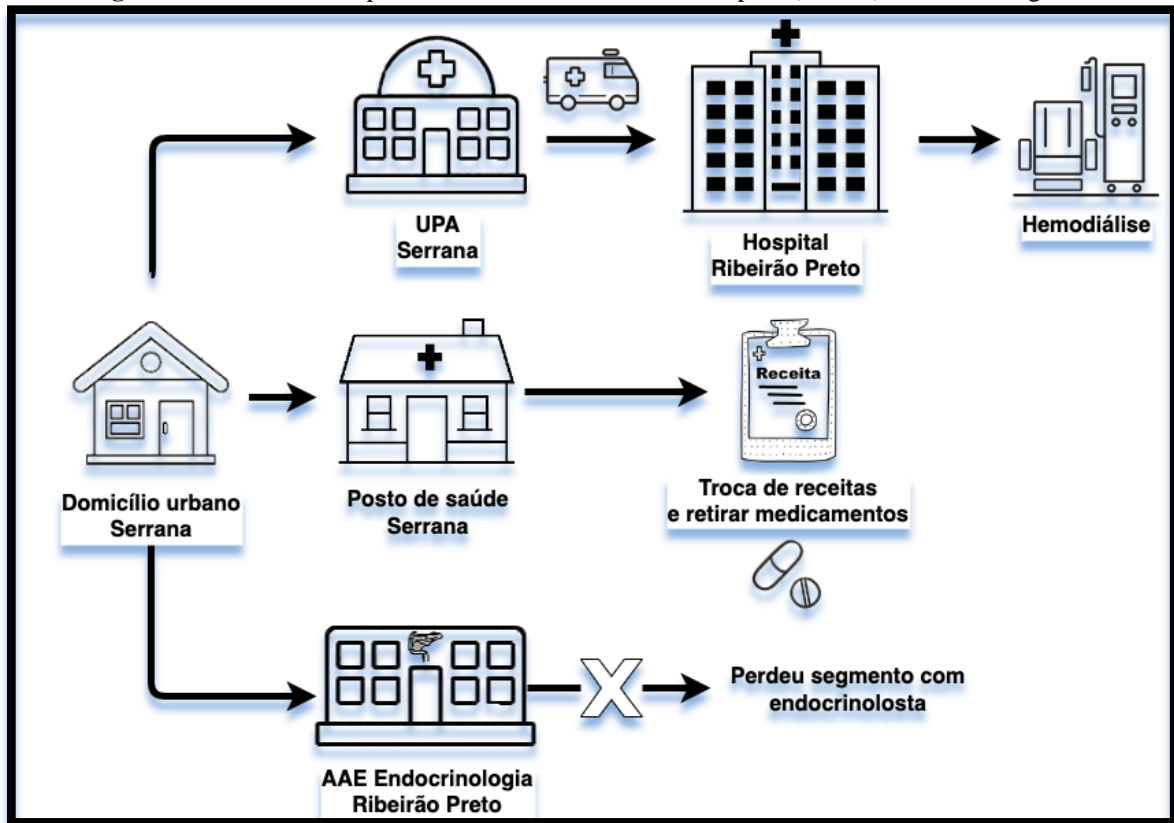 UPA
Serrana
Hospital
Ribeirão Preto
Hemodiálise
Receita
Domicílio urbano
Serrana
Posto de saúde
Serrana
Troca de receitas
e retirar medicamentos
Perdeu segmento com
endocrinolosta
AAE Endocrinologia
Ribeirão Preto